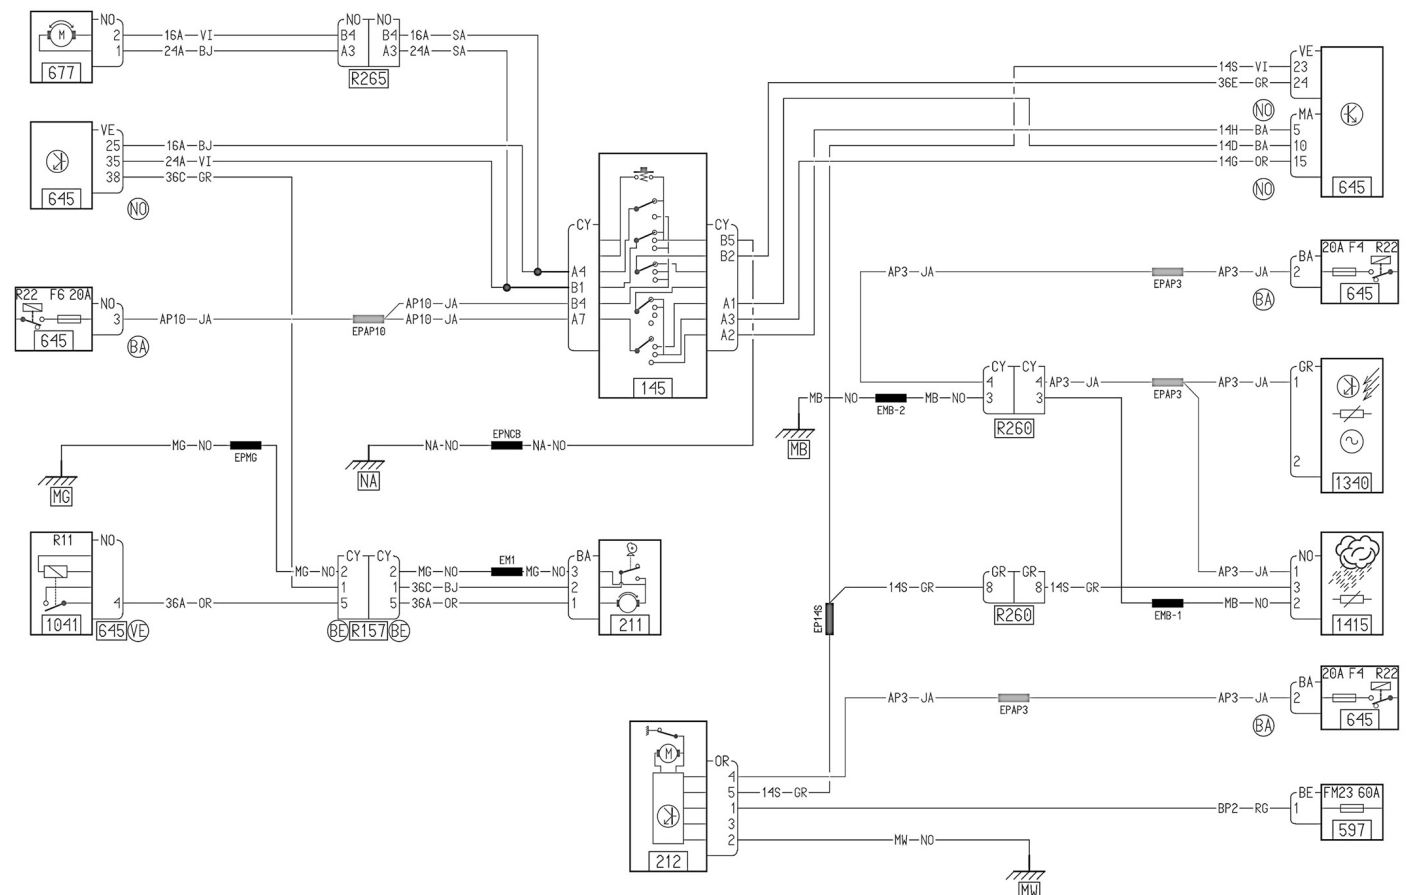 NO
2 16A VI
1 24A BJ
M
677
NO NO
B4 B4 16A SA
A3 A3 24A SA
R265
VE
25 16A BJ
35 24A VI
38 36C GR
645
NO
R22 F6 20A
NO
3 AP10 JA
645
BA
EPAP10
AP10 JA
AP10 JA
CY CY
A4
B1
B4
A7
B5
B2
A1
A3
A2
145
VE
14S VI 23
36E GR 24
NO
MA
14H BA 5
14D BA 10
14G OR 15
645
NO
20A F4 R22
BA
AP3 JA EPAP3 AP3 JA 2
645
BA
CY CY
4 4 AP3 JA EPAP3 AP3 JA
MB NO EMB-2 MB NO 3 3
R260
MB
GR
1
2
1340
MG NO EPMG
MG
NA-NO EPNCB NA-NO
NA
R11
NO
4 36A OR
1041
645 VE
CY CY
MG NO 2 2 MG NO EM1 MG NO
1 1 36C BJ
5 5 36A OR
BE R157 BE
BA
3
2
1
211
NO
AP3 JA 1
3
EMB-1 MB NO 2
1415
14S GR
GR GR
8 8
14S GR
R260
EP14S
20A F4 R22
BA
AP3 JA EPAP3 AP3 JA 2
645
BA
M
OR
4
5 14S GR
1
3
2
212
BE
BP2 RG 1
FM23 60A
597
MW NO
MW